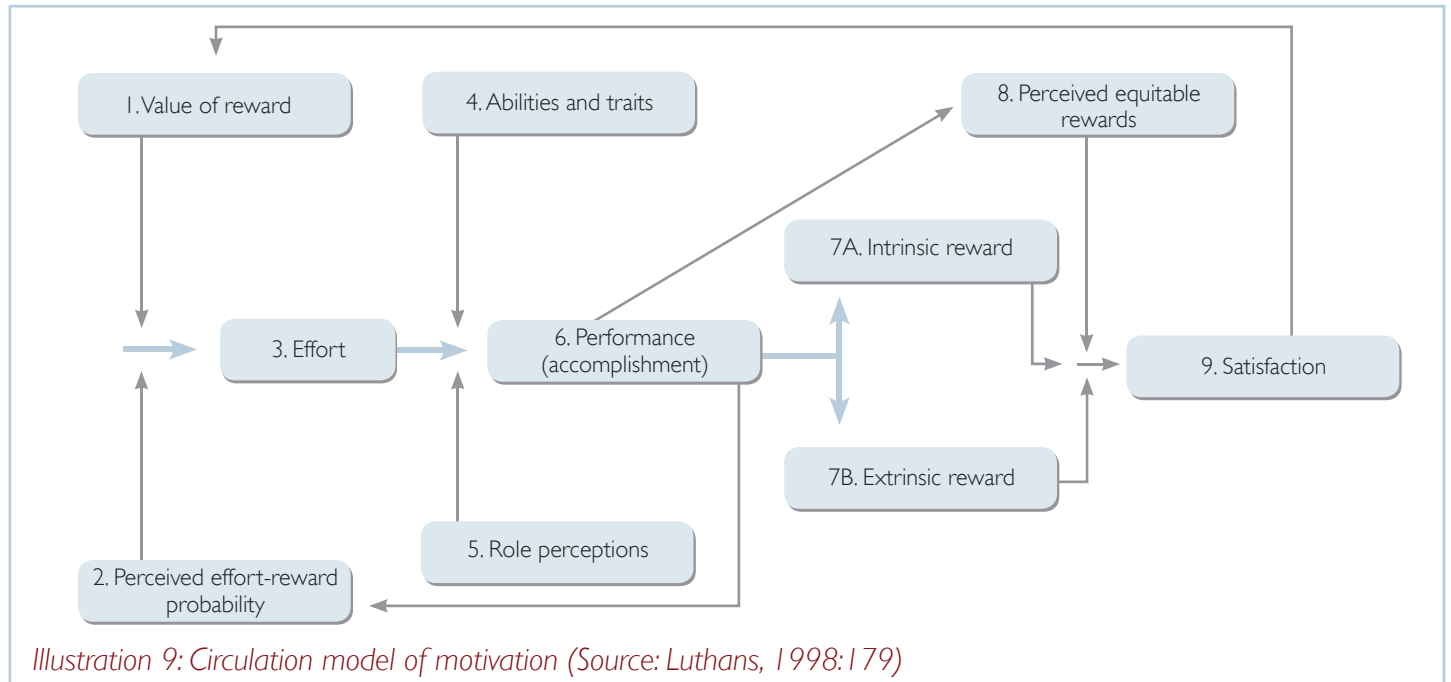 1. Value of reward
4. Abilities and traits
8. Perceived equitable
rewards
7A. Intrinsic reward
3. Effort
6. Performance
(accomplishment)
9. Satisfaction
7B. Extrinsic reward
5. Role perceptions
2. Perceived effort-reward
probability
Illustration 9: Circulation model of motivation (Source: Luthans, 1998:179)